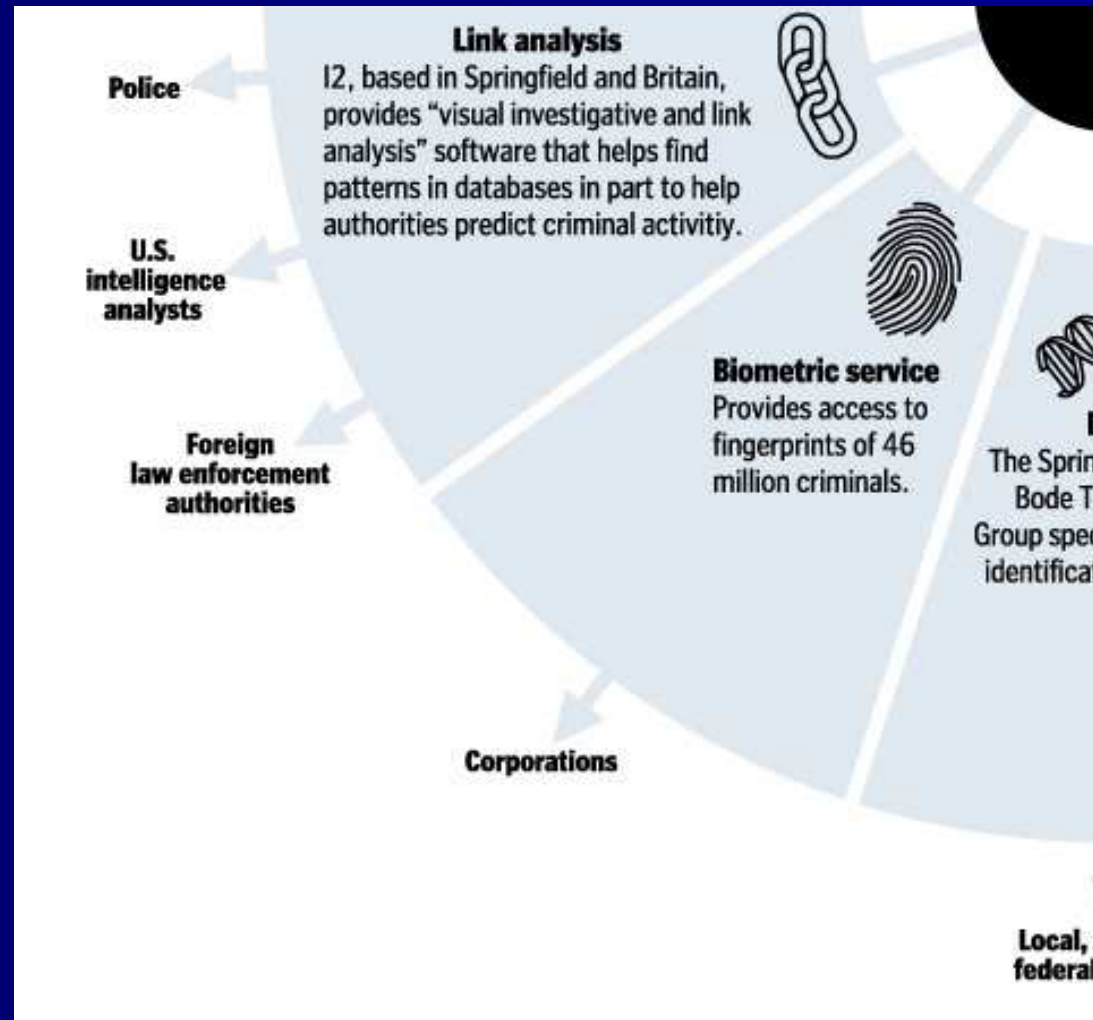 Link analysis
I2, based in Springfield and Britain,
provides “visual investigative and link
analysis” software that helps find
patterns in databases in part to help
authorities predict criminal activitiy.
Police
U.S.
intelligence
analysts
Foreign
law enforcement
authorities
Biometric service
Provides access to
fingerprints of 46
million criminals.
Corporations
The
Bode
Group
Local,
federal